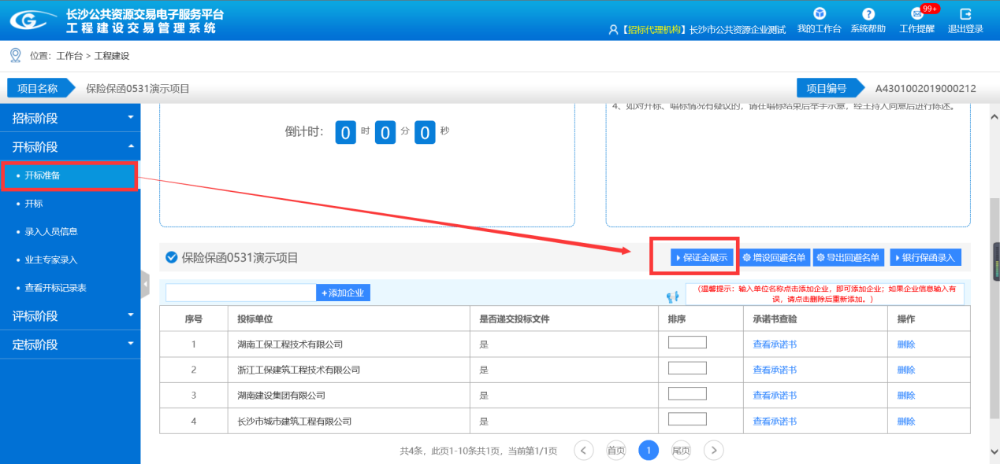 长沙公共资源交易电子服务平台
工程建设交易管理系统
【招标代理机构】长沙市公共资源企业测试
我的工作台
系统帮助
99+
工作提醒
退出登录
位置: 工作台 > 工程建设
项目名称
保险保函0531演示项目
项目编号
A4301002019000212
招标阶段
开标阶段
开标准备
开标
录入人员信息
业主专家录入
查看开标记录表
评标阶段
定标阶段
倒计时: 0 时 0 分 0 秒
4、如对开标、唱标情况有疑议的，请在唱标结束后举手示意，经主持人同意后进行陈述。
保险保函0531演示项目
保证金展示
增设回避名单
导出回避名单
银行保函录入
+添加企业
（温馨提示：输入单位名称点击添加企业，即可添加企业；如果企业信息输入有
误，请点击删除后重新添加。）
序号 投标单位 是否递交投标文件 排序 承诺书查验 操作
1 湖南工保工程技术有限公司 是 查看承诺书 删除
2 浙江工保建筑工程技术有限公司 是 查看承诺书 删除
3 湖南建设集团有限公司 是 查看承诺书 删除
4 长沙市城市建筑工程有限公司 是 查看承诺书 删除
共4条，此页1-10条共1页，当前第1/1页 < 首页 1 尾页 >